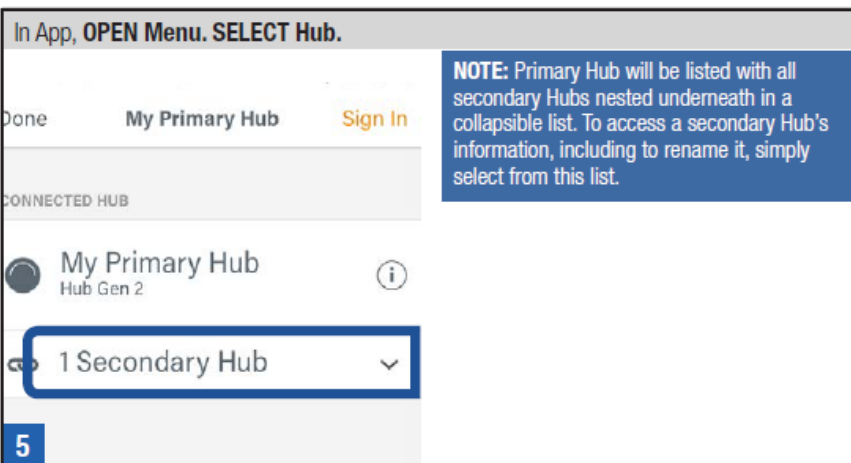 In App, OPEN Menu. SELECT Hub.
NOTE: Primary Hub will be listed with all
secondary Hubs nested underneath in a
collapsible list. To access a secondary Hub's
information, including to rename it, simply
select from this list.
Done My Primary Hub Sign In
CONNECTED HUB
My Primary Hub
Hub Gen 2
1 Secondary Hub
5